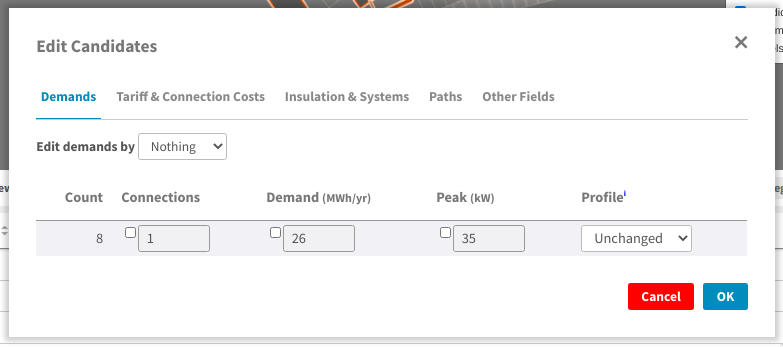 Edit Candidates
Demands Tariff & Connection Costs Insulation & Systems Paths Other Fields
Edit demands by Nothing
Count Connections Demand (MWh/yr) Peak (kW) Profile i
8 1 26 35 Unchanged
Cancel OK